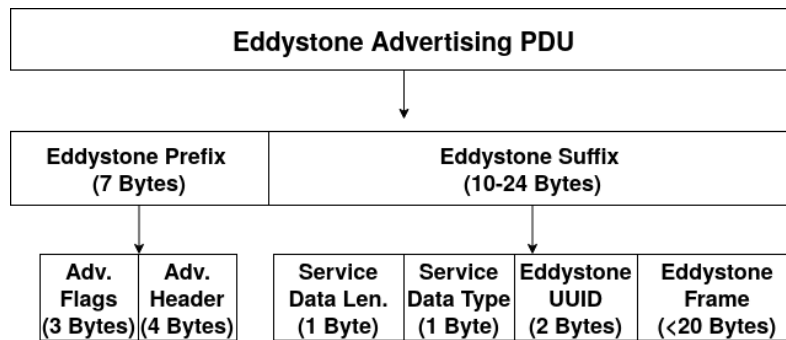 Eddystone Advertising PDU
Eddystone Prefix
(7 Bytes)
Eddystone Suffix
(10-24 Bytes)
Adv.
Flags
(3 Bytes)
Adv.
Header
(4 Bytes)
Service
Data Len.
(1 Byte)
Service
Data Type
(1 Byte)
Eddystone
UUID
(2 Bytes)
Eddystone
Frame
(<20 Bytes)